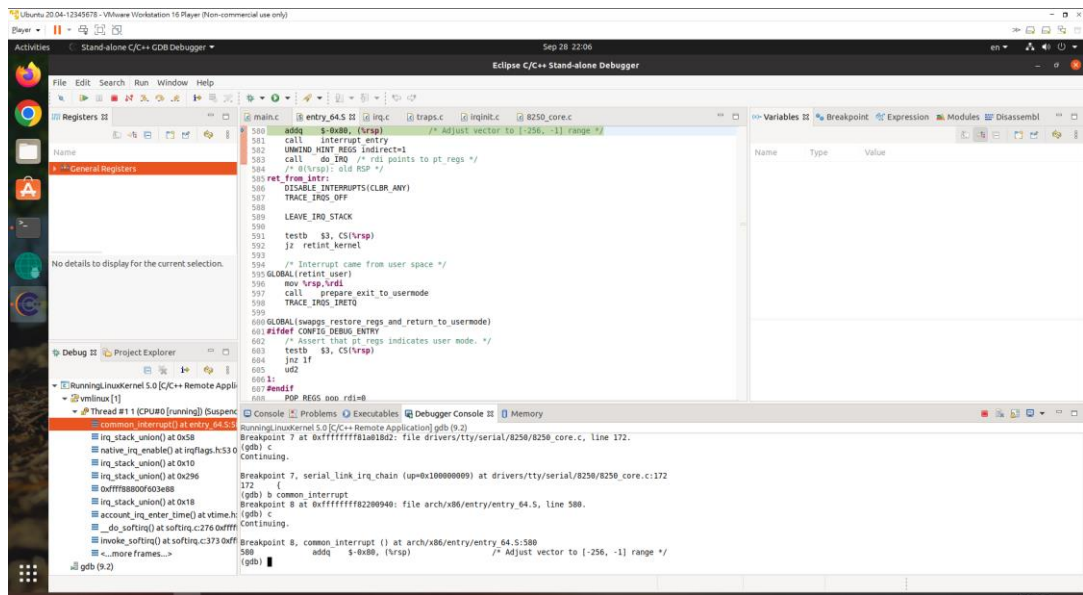 Ubuntu 20.04-12345678 - VMware Workstation 16 Player (Non-commercial use only)
Player
Activities Stand-alone C/C++ GDB Debugger Sep 28 22:06 en
Eclipse C/C++ Stand-alone Debugger
File Edit Search Run Window Help
Registers
Name
General Registers
No details to display for the current selection.
main.c entry_64.S irq.c traps.c irqinit.c 8250_core.c
580 addq $-0x80, (%rsp) /* Adjust vector to [-256, -1] range */
581 call interrupt_entry
582 UNWIND_HINT_REGS indirect=1
583 call do_IRQ /* rdi points to pt_regs */
584 /* 0(%rsp): old RSP */
585 ret_from_intr:
586 DISABLE_INTERRUPTS(CLBR_ANY)
587 TRACE_IRQS_OFF
588
589 LEAVE_IRQ_STACK
590
591 testb $3, CS(%rsp)
592 jz retint_kernel
593
594 /* Interrupt came from user space */
595 GLOBAL(retint_user)
596 mov %rsp,%rdi
597 call prepare_exit_to_usermode
598 TRACE_IRQS_IRETQ
599
600 GLOBAL(swapgs_restore_regs_and_return_to_usermode)
601 #ifdef CONFIG_DEBUG_ENTRY
602 /* Assert that pt_regs indicates user mode. */
603 testb $3, CS(%rsp)
604 jnz 1f
605 ud2
606 1:
607 #endif
608 POP_REGS pop_rdi=0
Variables Breakpoint Expression Modules Disassembl
Name Type Value
Debug Project Explorer
RunningLinuxKernel 5.0 [C/C++ Remote Appli
vmlinux [1]
Thread #1 1 (CPU#0 [running]) (Suspend
common_interrupt() at entry_64.S:5
irq_stack_union() at 0x58
native_irq_enable() at irqflags.h:53 0
irq_stack_union() at 0x10
irq_stack_union() at 0x296
0xffff88800f603e88
irq_stack_union() at 0x18
account_irq_enter_time() at vtime.h:
__do_softirq() at softirq.c:276 0xffff
invoke_softirq() at softirq.c:373 0xff
<...more frames...>
gdb (9.2)
Console Problems Executables Debugger Console Memory
RunningLinuxKernel 5.0 [C/C++ Remote Application] gdb (9.2)
Breakpoint 7 at 0xffffffff81a018d2: file drivers/tty/serial/8250/8250_core.c, line 172.
(gdb) c
Continuing.
Breakpoint 7, serial_link_irq_chain (up=0x100000009) at drivers/tty/serial/8250/8250_core.c:172
172 {
(gdb) b common_interrupt
Breakpoint 8 at 0xffffffff82200940: file arch/x86/entry/entry_64.S, line 580.
(gdb) c
Continuing.
Breakpoint 8, common_interrupt () at arch/x86/entry/entry_64.S:580
580 addq $-0x80, (%rsp) /* Adjust vector to [-256, -1] range */
(gdb)